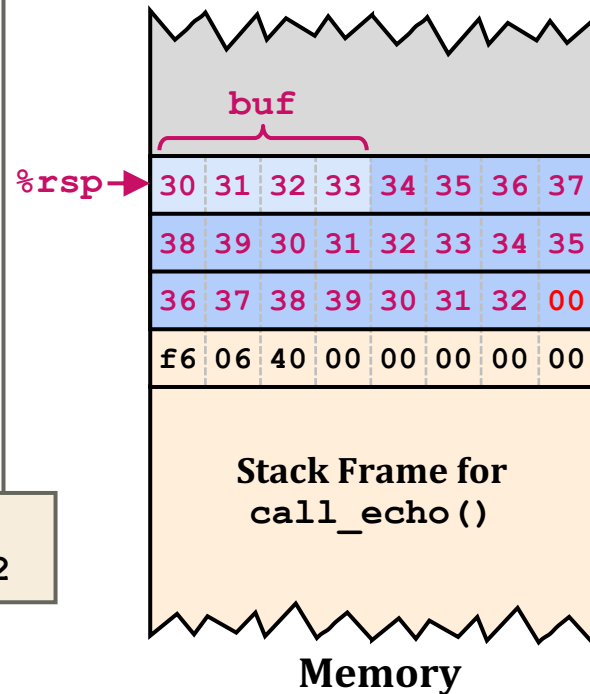 buf
%rsp 30 31 32 33 34 35 36 37
38 39 30 31 32 33 34 35
36 37 38 39 30 31 32 00
f6 06 40 00 00 00 00 00
Stack Frame for
call_echo()
2
Memory